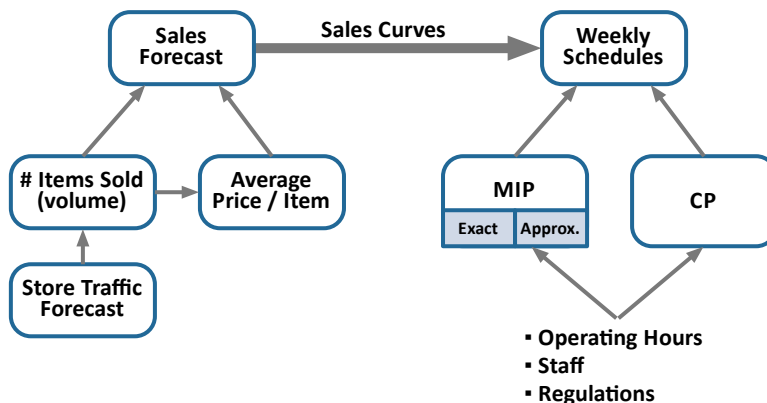 Sales
Forecast
Sales Curves
Weekly
Schedules
# Items Sold
(volume)
Average
Price / Item
MIP
Exact
Approx.
CP
Store Traffic
Forecast
▪ Operating Hours
▪ Staff
▪ Regulations